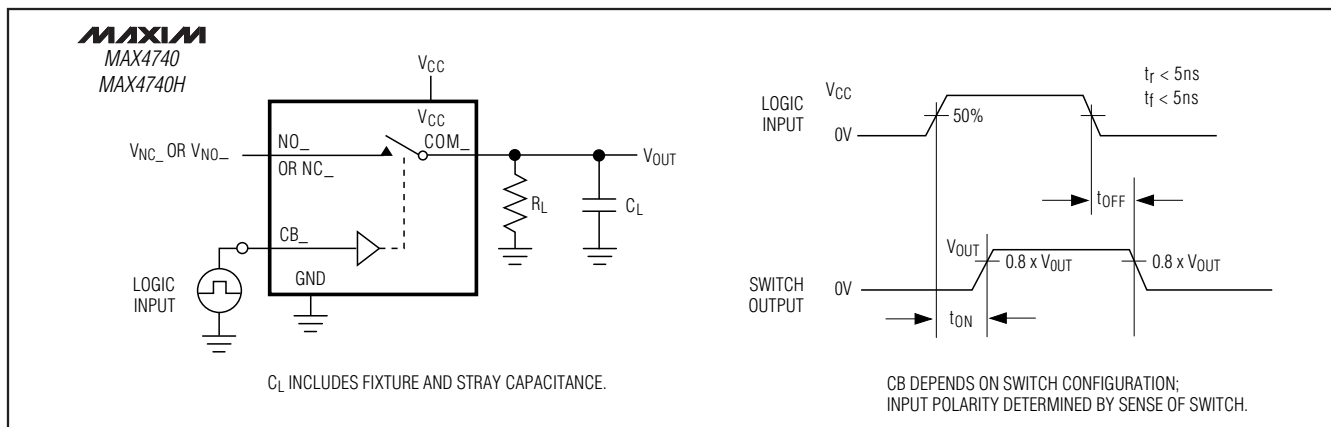 MAXIM
MAX4740
MAX4740H
VCC
VCC
NO_
COM_
VNC_ OR VNO_
OR NC_
VOUT
RL
CL
CB_
GND
LOGIC
INPUT
CL INCLUDES FIXTURE AND STRAY CAPACITANCE.
tr < 5ns
tf < 5ns
LOGIC
INPUT
VCC
50%
0V
tOFF
VOUT
0.8 x VOUT
0.8 x VOUT
SWITCH
OUTPUT
0V
tON
CB DEPENDS ON SWITCH CONFIGURATION;
INPUT POLARITY DETERMINED BY SENSE OF SWITCH.